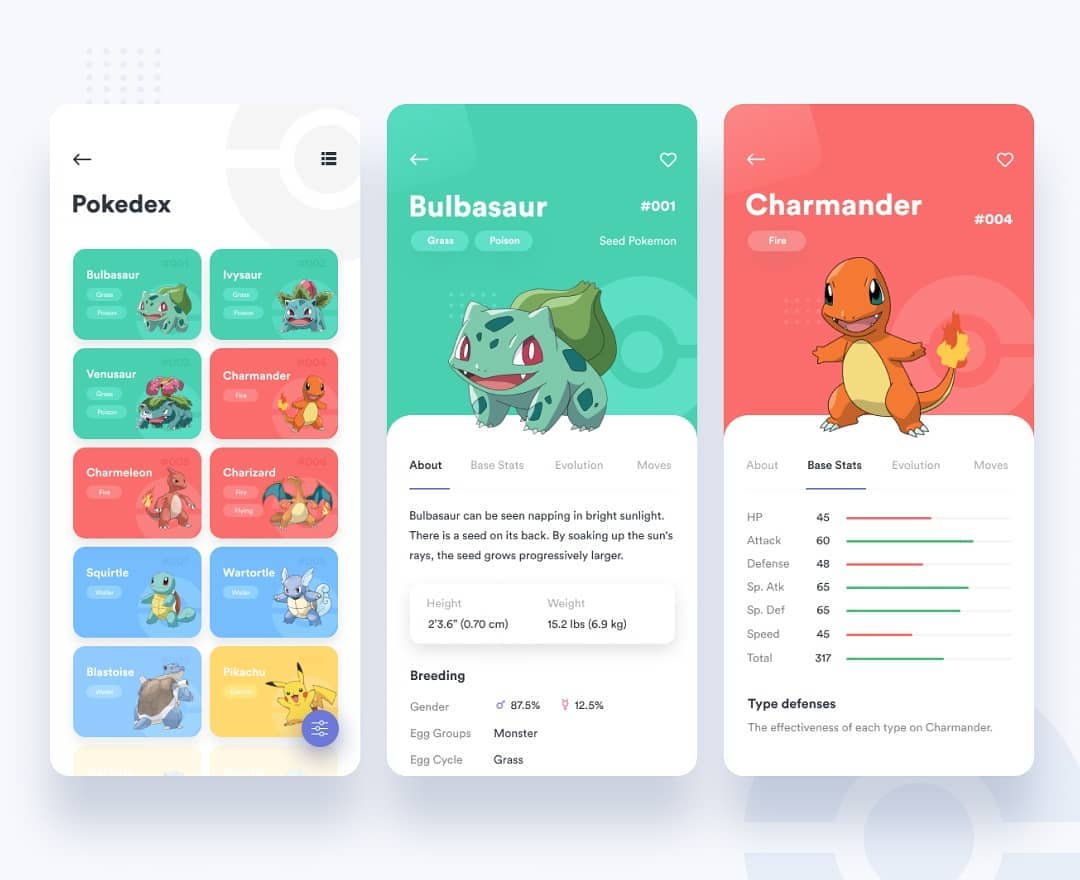 Pokedex
#001
Bulbasaur
Grass
Poison
#002
Ivysaur
Grass
Poison
#003
Venusaur
Grass
Poison
#004
Charmander
Fire
#005
Charmeleon
Fire
#006
Charizard
Fire
Flying
Squirtle
Water
Wartortle
Water
Blastoise
Water
Pikachu
Bulbasaur
#001
Grass Poison Seed Pokemon
About Base Stats Evolution Moves
Bulbasaur can be seen napping in bright sunlight.
There is a seed on its back. By soaking up the sun's
rays, the seed grows progressively larger.
Height Weight
2'3.6" (0.70 cm) 15.2 lbs (6.9 kg)
Breeding
Gender ♂ 87.5% ☿ 12.5%
Egg Groups Monster
Egg Cycle Grass
Charmander
#004
Fire
About Base Stats Evolution Moves
HP 45
Attack 60
Defense 48
Sp. Atk 65
Sp. Def 65
Speed 45
Total 317
Type defenses
The effectiveness of each type on Charmander.